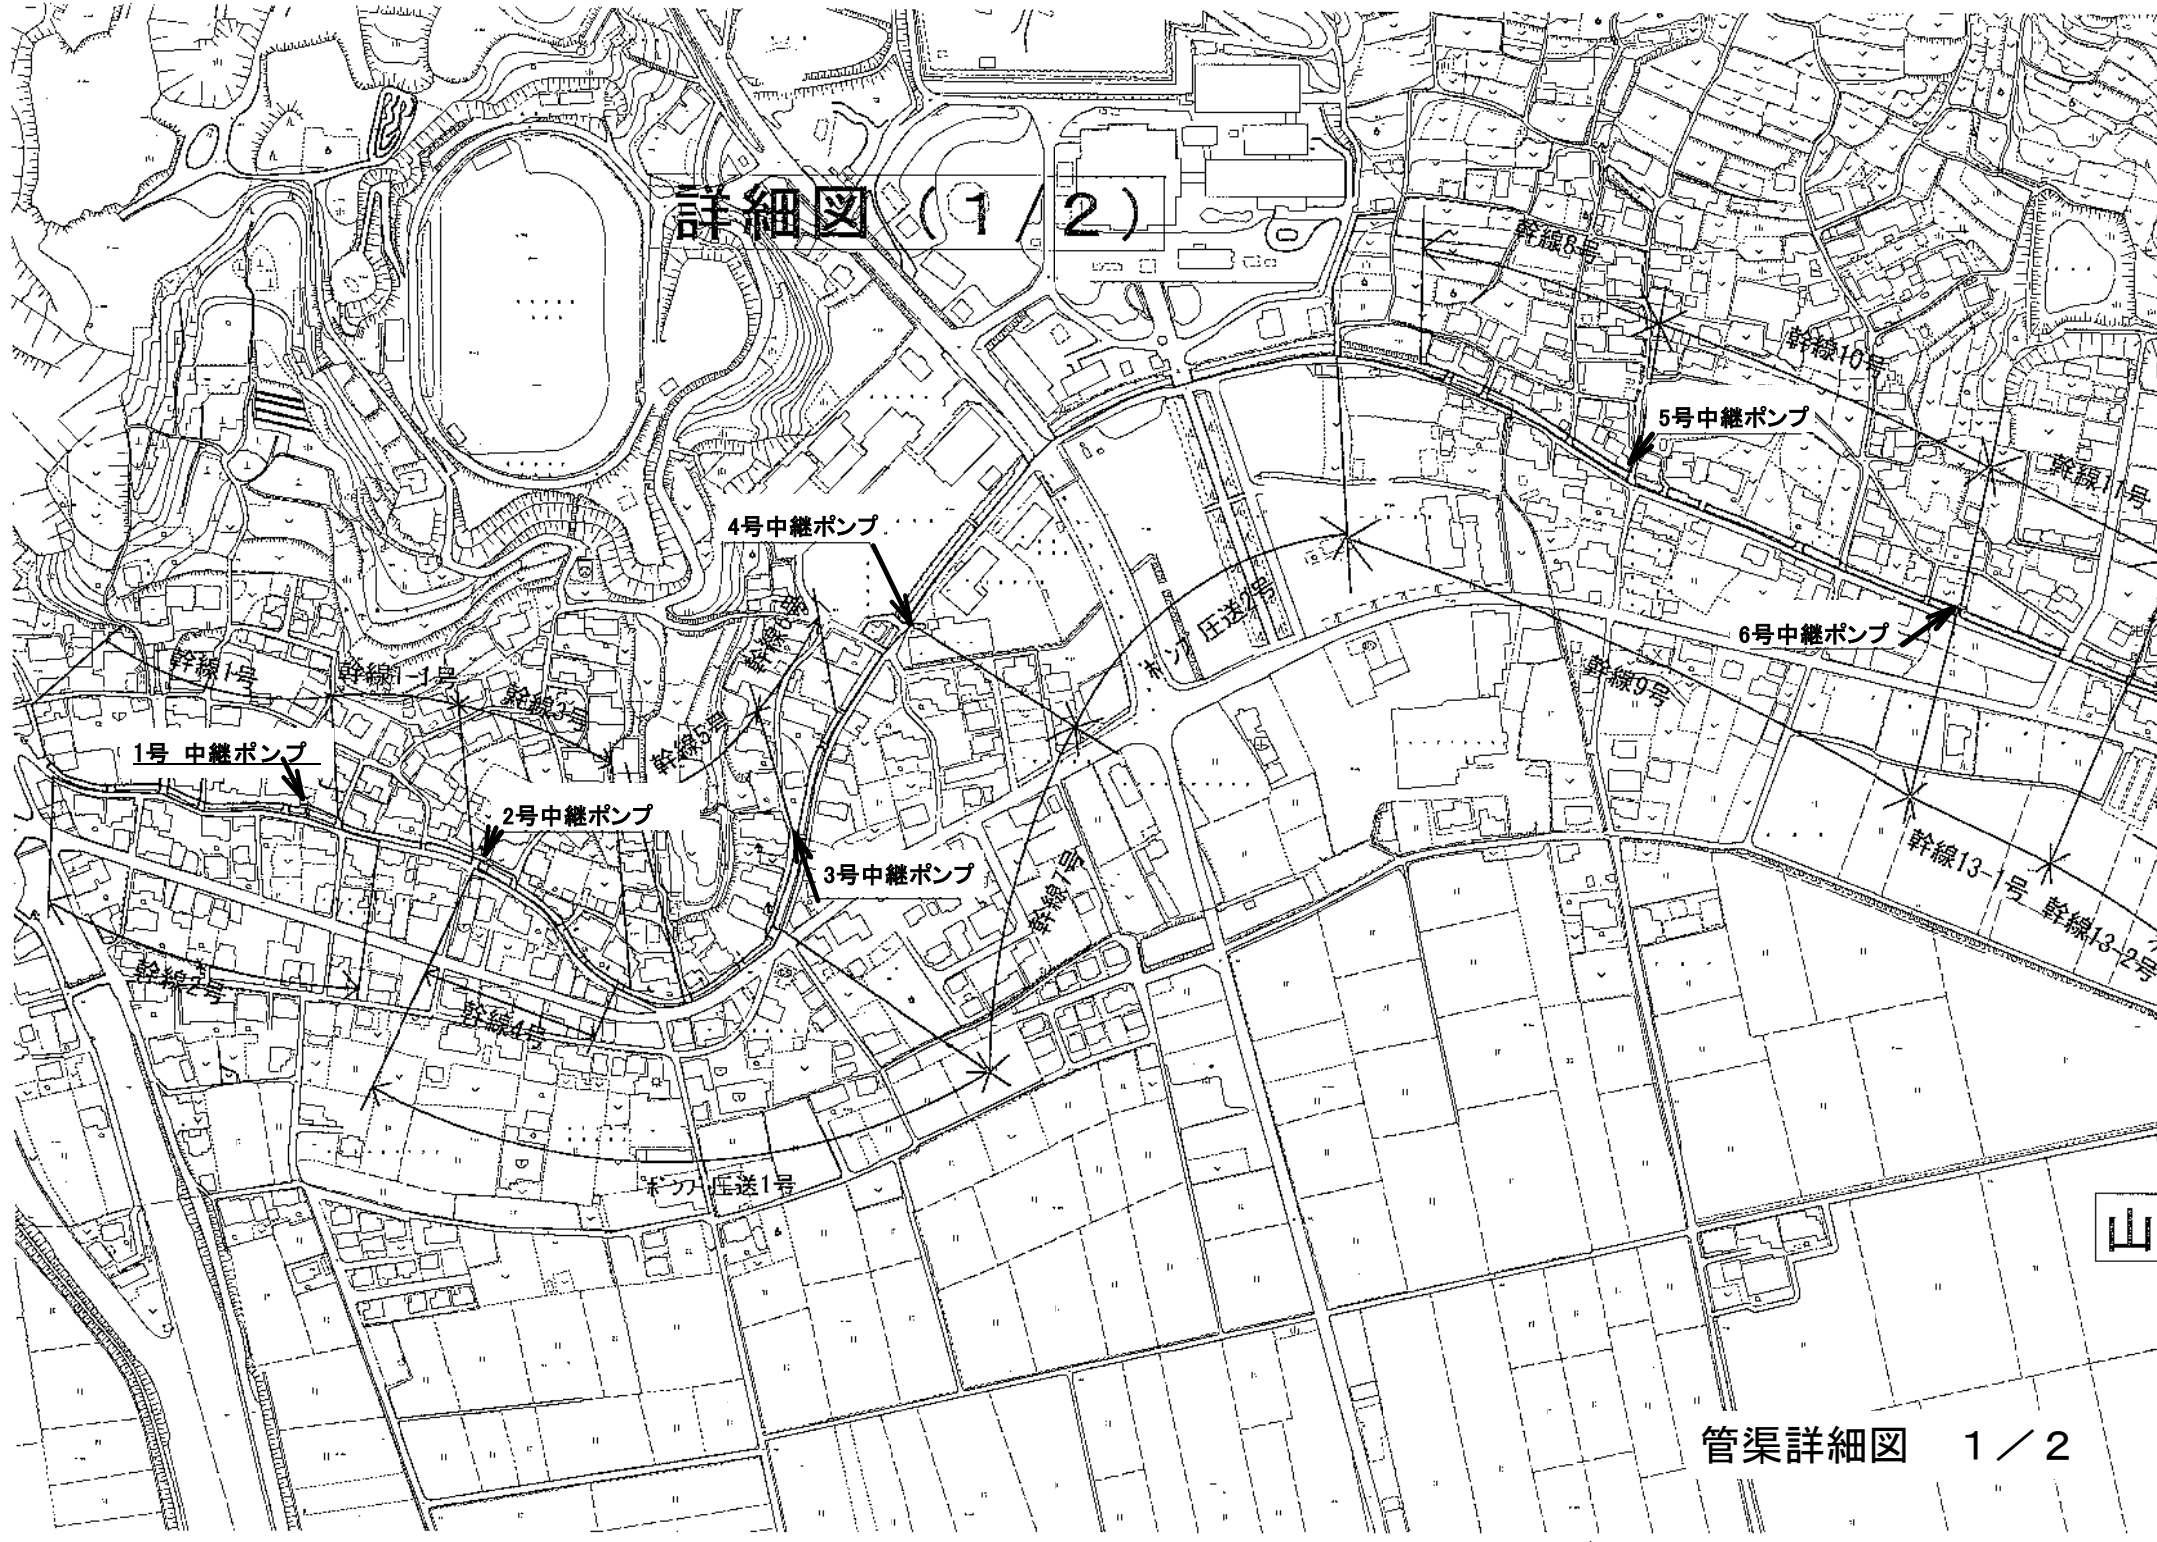 詳細図（1/2）
幹線8号
幹線10号
5号中継ポンプ
幹線11号
4号中継ポンプ
ポンプ圧送2号
幹線6号
6号中継ポンプ
幹線1号
幹線1-1号
幹線3号
幹線5号
幹線9号
1号 中継ポンプ
2号中継ポンプ
3号中継ポンプ
幹線7号
幹線13-1号
幹線13-2号
幹線2号
幹線4号
ポンプ圧送1号
山
管渠詳細図　1／2